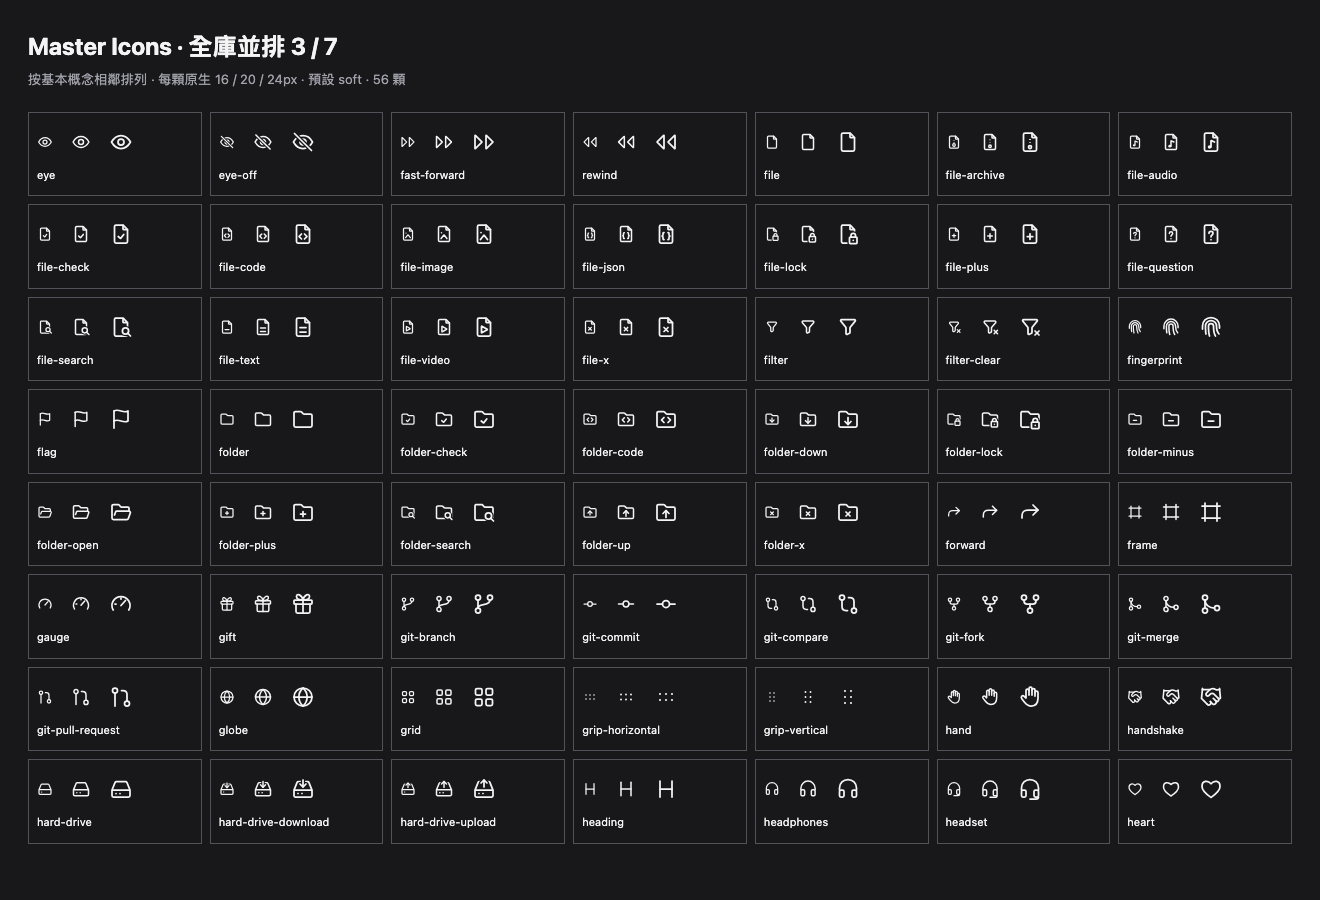 Master Icons · 全庫並排 3 / 7
按基本概念相鄰排列 · 每顆原生 16 / 20 / 24px · 預設 soft · 56 顆
eye
eye-off
fast-forward
rewind
file
file-archive
file-audio
file-check
file-code
file-image
file-json
file-lock
file-plus
file-question
file-search
file-text
file-video
file-x
filter
filter-clear
fingerprint
flag
folder
folder-check
folder-code
folder-down
folder-lock
folder-minus
folder-open
folder-plus
folder-search
folder-up
folder-x
forward
frame
gauge
gift
git-branch
git-commit
git-compare
git-fork
git-merge
git-pull-request
globe
grid
grip-horizontal
grip-vertical
hand
handshake
hard-drive
hard-drive-download
hard-drive-upload
heading
headphones
headset
heart